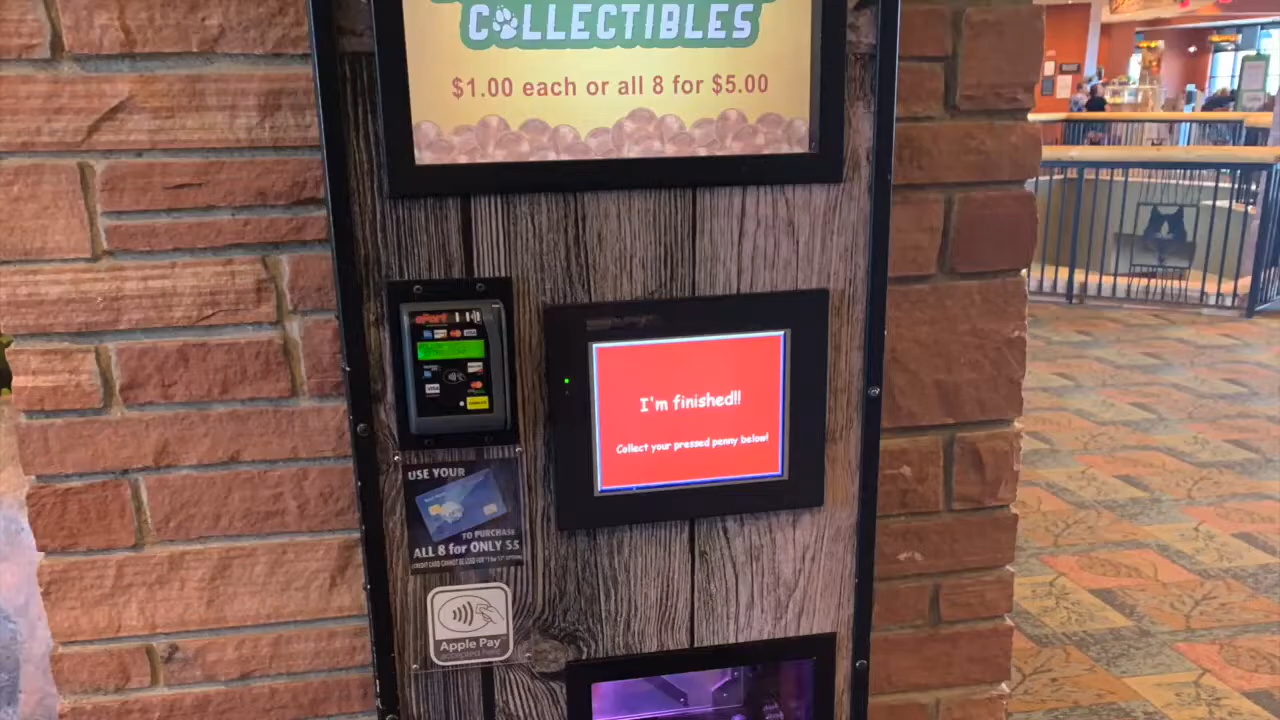 COLLECTIBLES
$1.00 each or all 8 for $5.00
I'm finished!!
Collect your pressed penny below!
USE YOUR
TO PURCHASE
ALL 8 for ONLY $5
Apple Pay
VISA